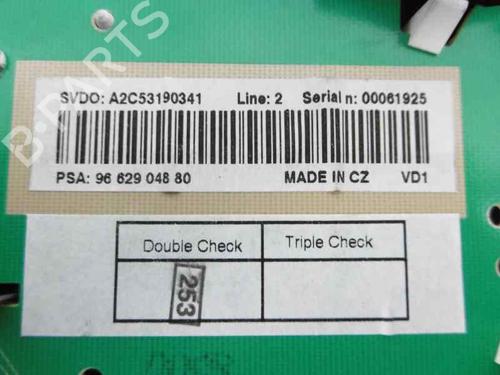 B-PARTS
SVDO: A2C53190341 Line: 2 Serial n: 00061925
PSA: 96 629 048 80 MADE IN CZ VD1
Double Check Triple Check
253